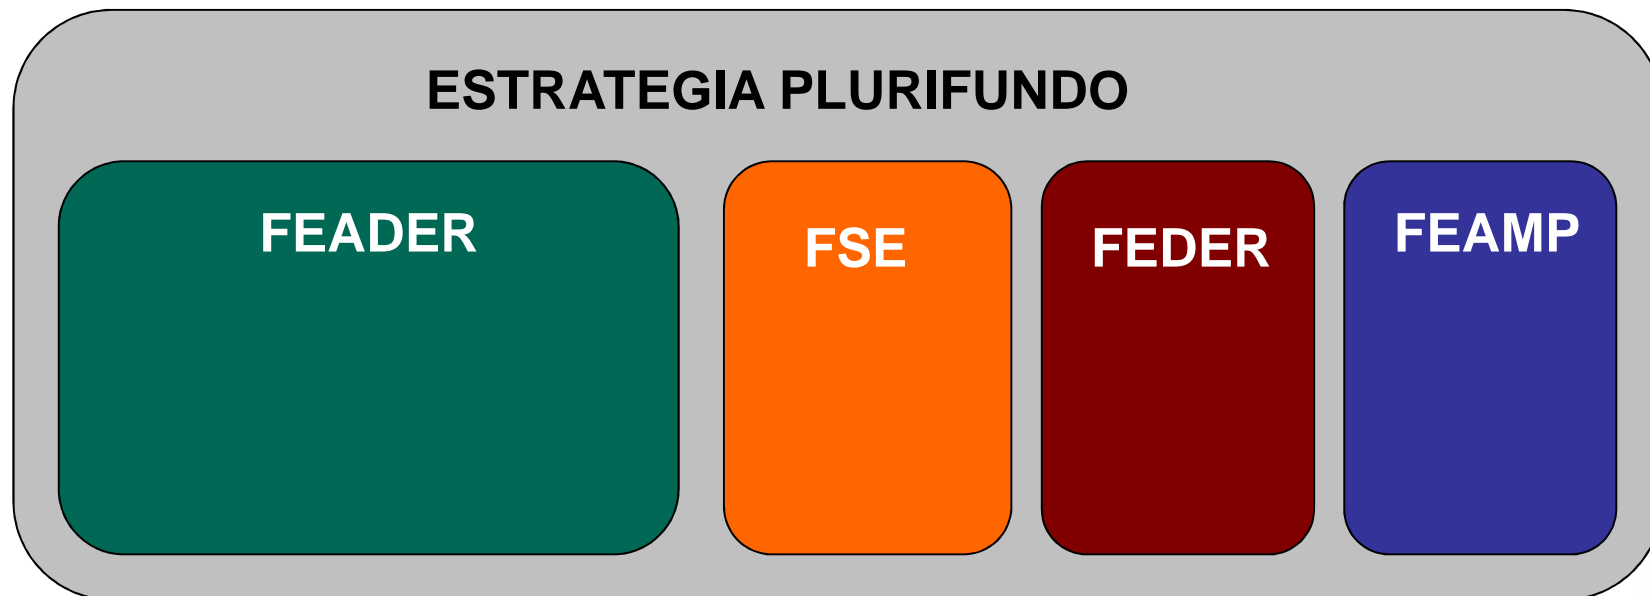 ESTRATEGIA PLURIFUNDO
FEADER
FSE
FEDER
FEAMP